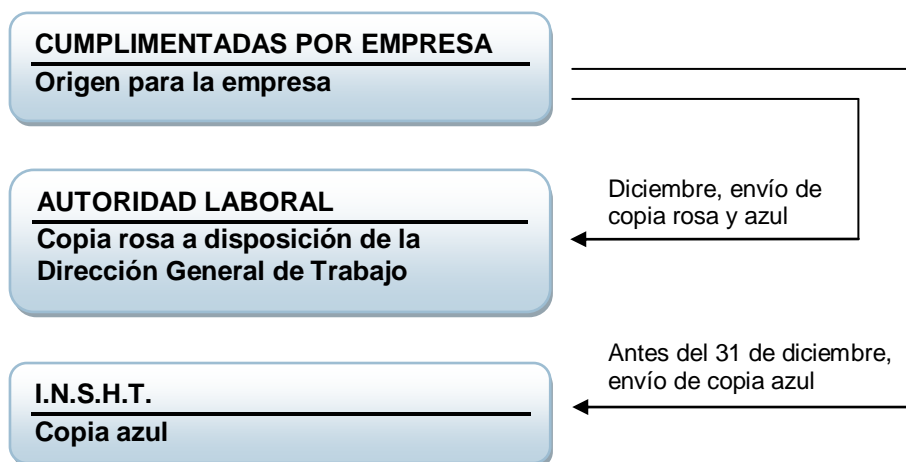 CUMPLIMENTADAS POR EMPRESA
Origen para la empresa
AUTORIDAD LABORAL
Copia rosa a disposición de la
Dirección General de Trabajo
Diciembre, envío de
copia rosa y azul
Antes del 31 de diciembre,
envío de copia azul
I.N.S.H.T.
Copia azul